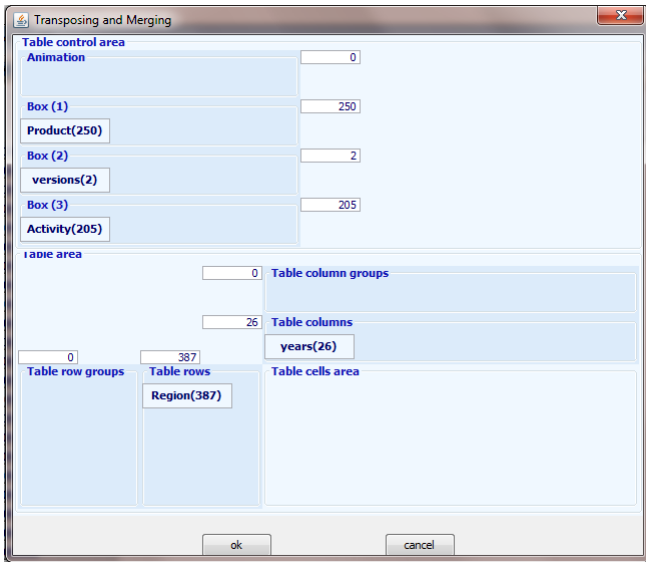 Transposing and Merging
x
Table control area
Animation
0
Box (1)
250
Product(250)
Box (2)
2
versions(2)
Box (3)
205
Activity(205)
Table area
0
Table column groups
26
Table columns
years(26)
0
387
Table row groups
Table rows
Table cells area
Region(387)
ok
cancel